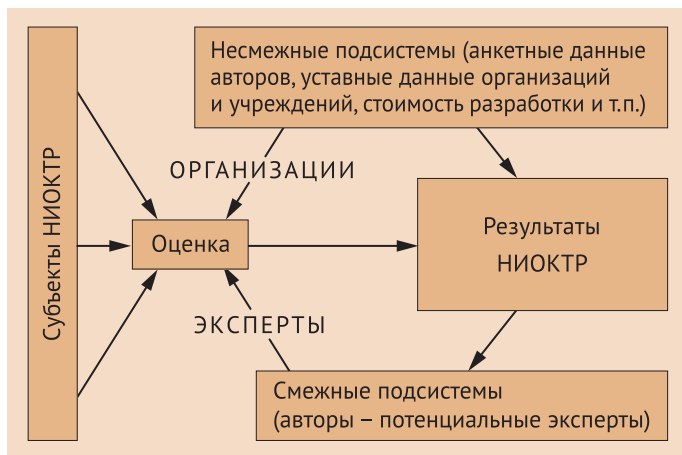 Субъекты НИОКТР
Несмежные подсистемы (анкетные данные
авторов, уставные данные организаций
и учреждений, стоимость разработки и т.п.)
ОРГАНИЗАЦИИ
Оценка
Результаты
НИОКТР
ЭКСПЕРТЫ
Смежные подсистемы
(авторы – потенциальные эксперты)